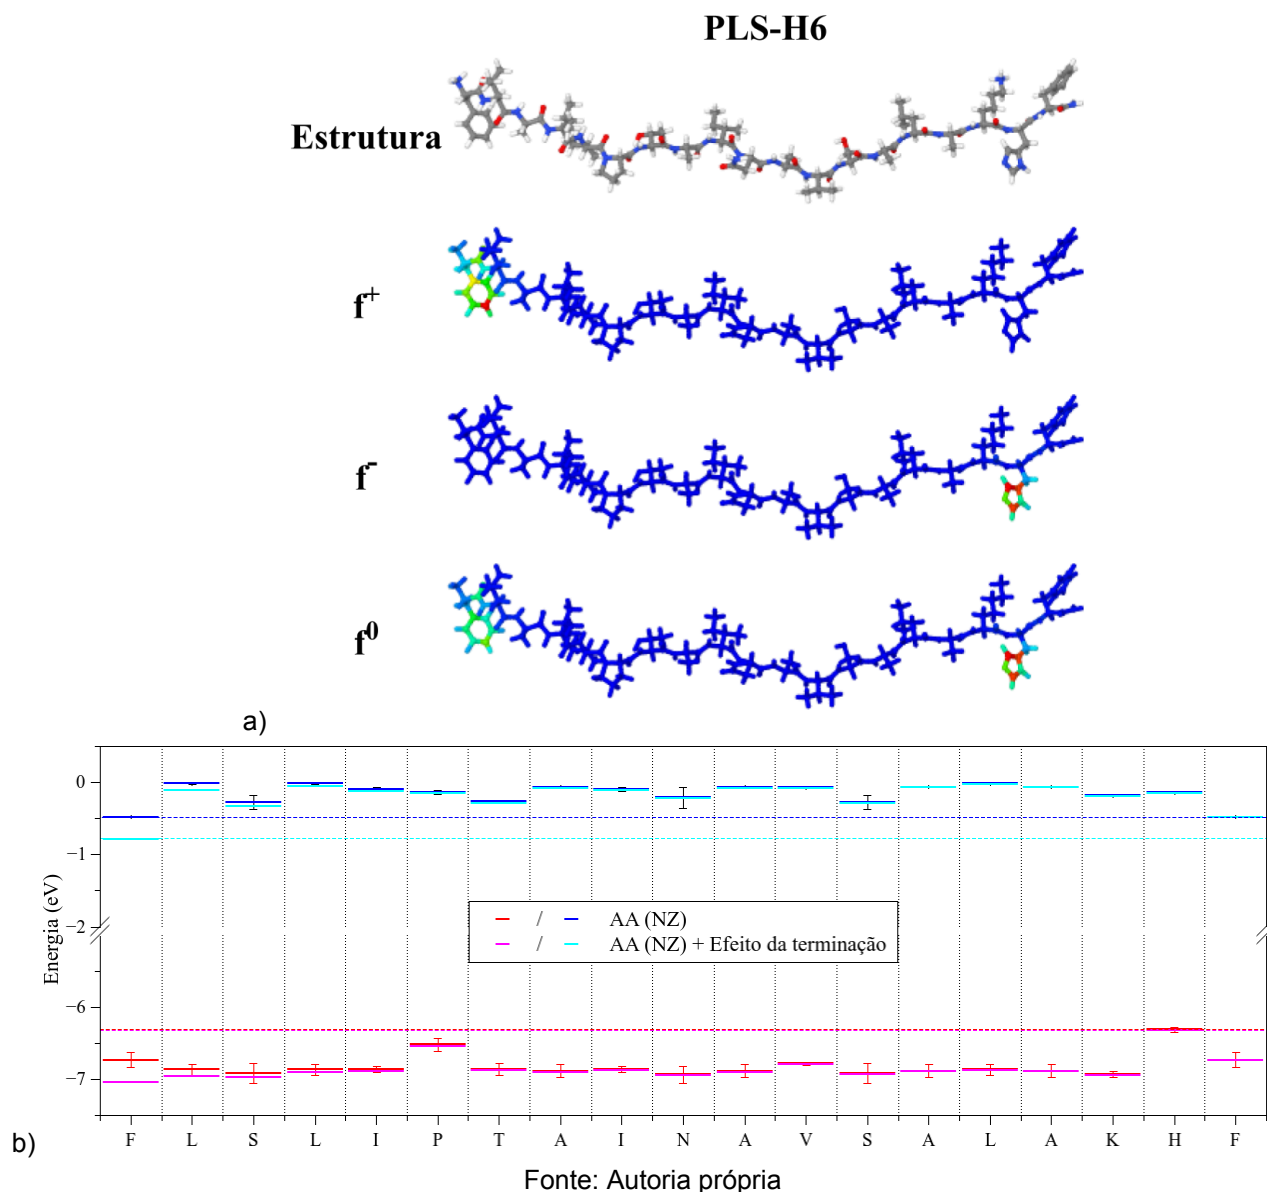 PLS-H6
Estrutura
f+
f-
f0
a)
0
−1
−2
−6
−7
Energia (eV)
/ AA (NZ)
/ AA (NZ) + Efeito da terminação
F L S L I P T A I N A V S A L A K H F
b)
Fonte: Autoria própria